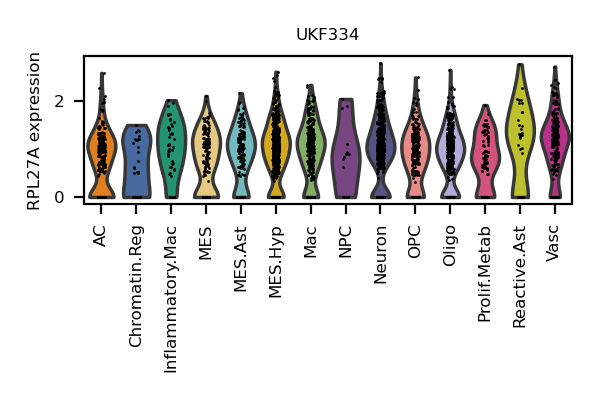 UKF334
RPL27A expression
2
0
AC
Chromatin.Reg
Inflammatory.Mac
MES
MES.Ast
MES.Hyp
Mac
NPC
Neuron
OPC
Oligo
Prolif.Metab
Reactive.Ast
Vasc